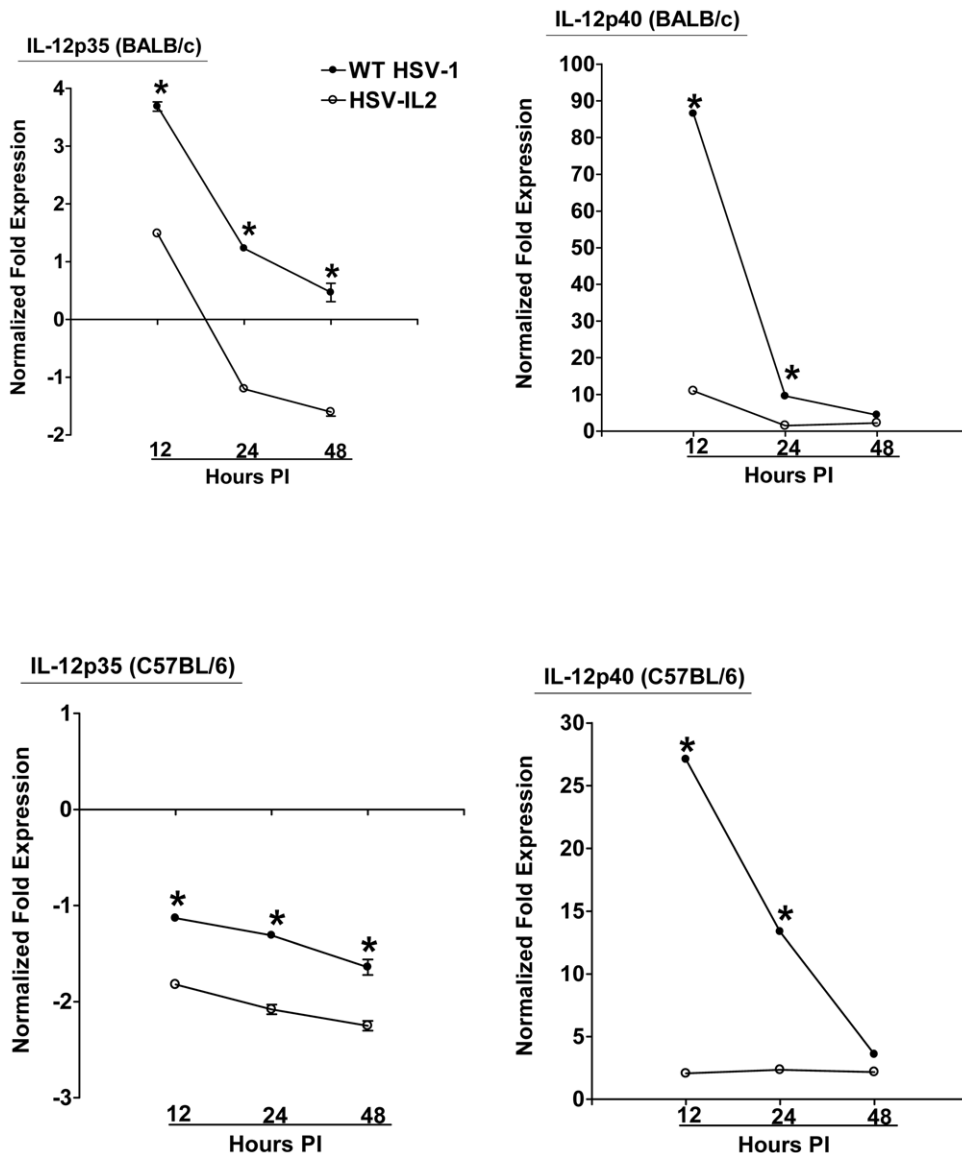 IL-12p35 (BALB/c)
WT HSV-1
HSV-IL2
Normalized Fold Expression
4
*
3
2
*
1
*
0
-1
-2
12 24 48
Hours PI
IL-12p40 (BALB/c)
Normalized Fold Expression
100
90
*
80
70
60
50
40
30
20
*
10
0
12 24 48
Hours PI
IL-12p35 (C57BL/6)
Normalized Fold Expression
1
0
-1
* * *
-2
-3
12 24 48
Hours PI
IL-12p40 (C57BL/6)
Normalized Fold Expression
30
*
25
20
15
*
10
5
0
12 24 48
Hours PI